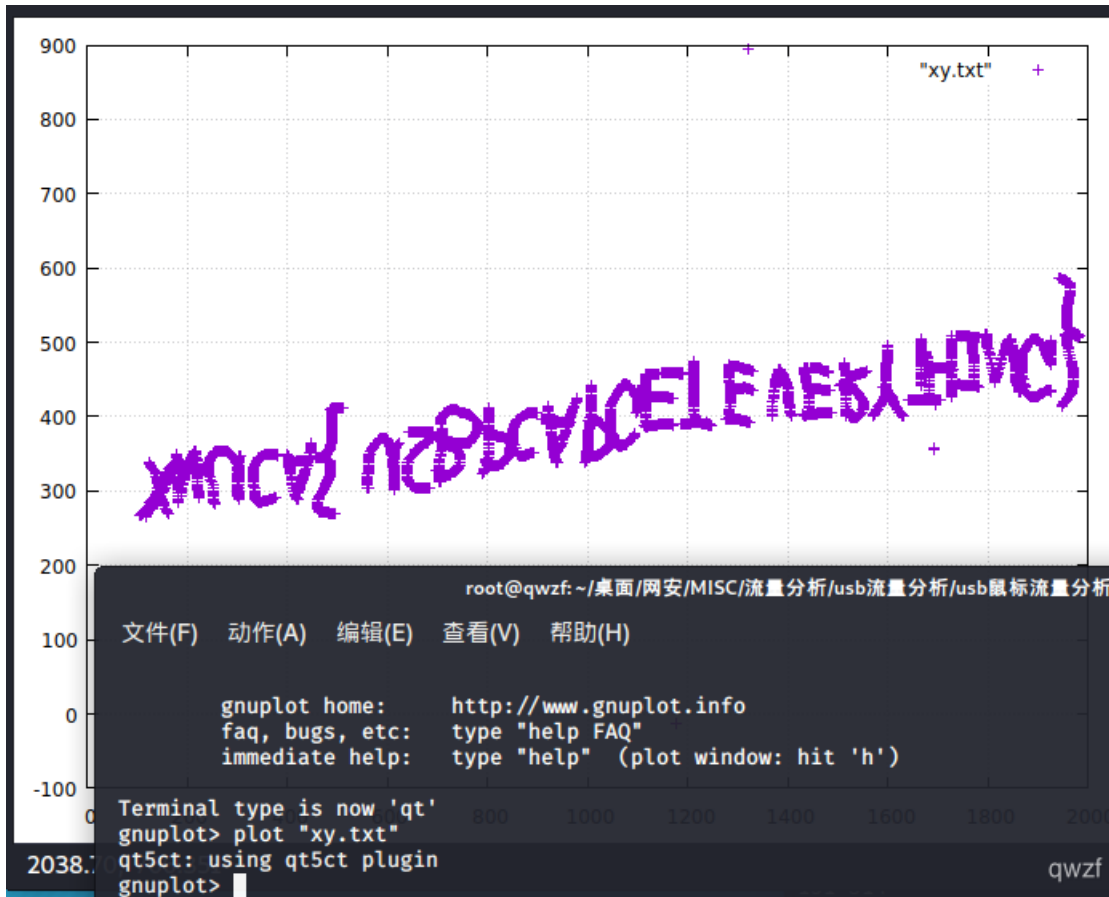 900
"xy.txt"
800
700
600
500
400
XNUCA{USBPCAPGETEVERYTHING}
300
200
100
0
-100
root@qwzf:~/桌面/网安/MISC/流量分析/usb流量分析/usb鼠标流量分析
文件(F) 动作(A) 编辑(E) 查看(V) 帮助(H)
gnuplot home: http://www.gnuplot.info
faq, bugs, etc: type "help FAQ"
immediate help: type "help" (plot window: hit 'h')
Terminal type is now 'qt'
gnuplot> plot "xy.txt"
qt5ct: using qt5ct plugin
gnuplot>
800 1000 1200 1400 1600 1800 2000
qwzf